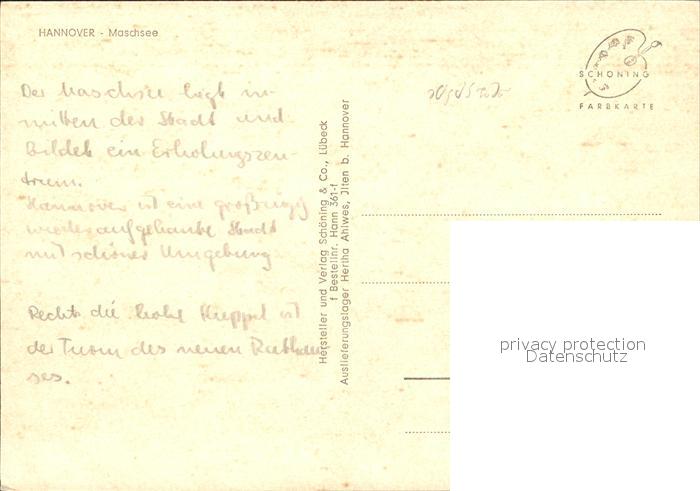 HANNOVER - Maschsee
SCHÖNING
FARBKARTE
Der Maschsee liegt in-
mitten der Stadt und
bildet ein Erholungszen-
trum.
Hannover ist eine großzügig
wiederaufgebaute Stadt
mit schöner Umgebung.
Rechts die hohe Kuppel ist
der Turm des neuen Rathau-
ses.
Hersteller und Verlag Schöning & Co., Lübeck
f Bestellnr. Hann 361-f
Auslieferungslager Hertha Ahlwes, Ilten b. Hannover
privacy protection
Datenschutz